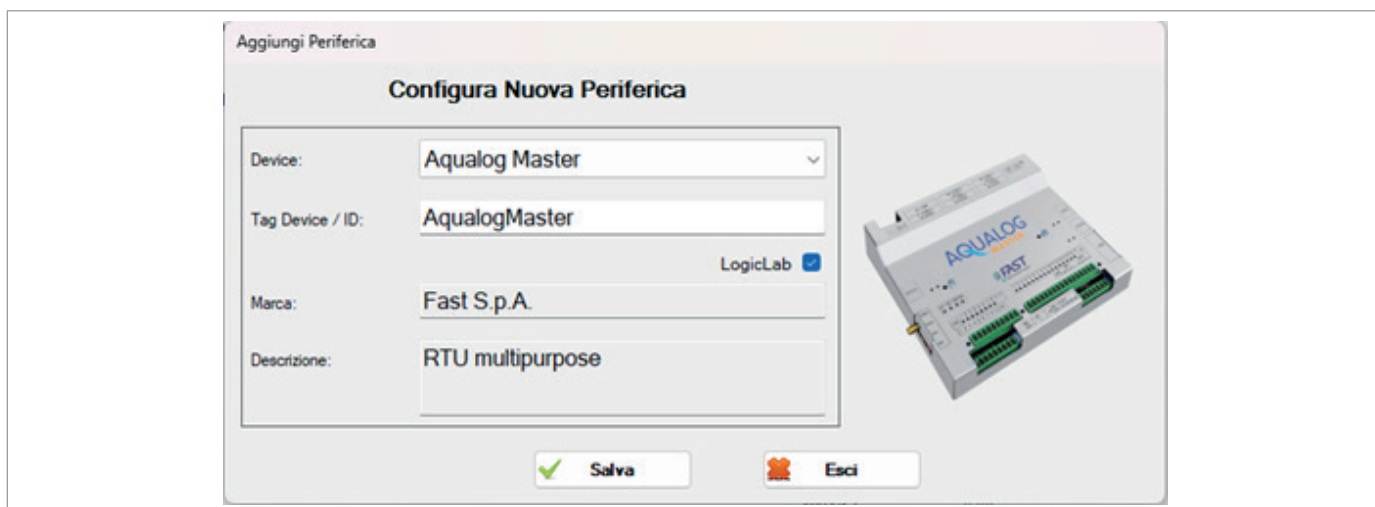 Aggiungi Periferica
Configura Nuova Periferica
Device: Aqualog Master
Tag Device / ID: AqualogMaster
LogicLab
Marca: Fast S.p.A.
Descrizione: RTU multipurpose
AQUALOG
MASTER
FAST
Salva Esci